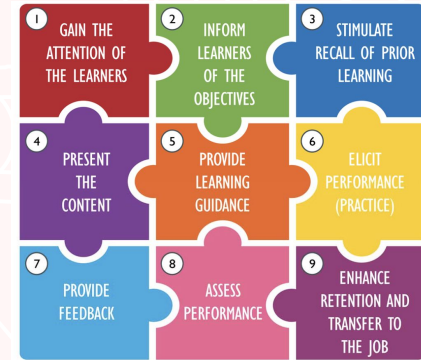 1
GAIN THE
ATTENTION OF
THE LEARNERS
2
INFORM
LEARNERS
OF THE
OBJECTIVES
3
STIMULATE
RECALL OF PRIOR
LEARNING
4
PRESENT
THE
CONTENT
5
PROVIDE
LEARNING
GUIDANCE
6
ELICIT
PERFORMANCE
(PRACTICE)
7
PROVIDE
FEEDBACK
8
ASSESS
PERFORMANCE
9
ENHANCE
RETENTION AND
TRANSFER TO
THE JOB